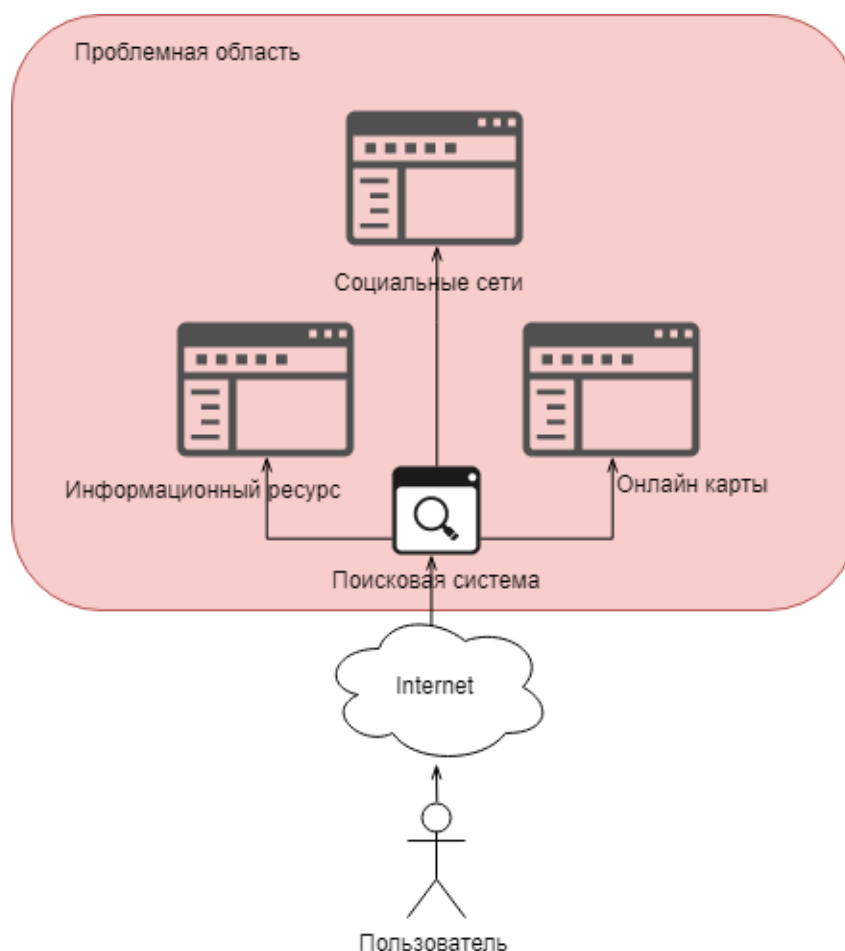 Проблемная область
Социальные сети
Информационный ресурс
Онлайн карты
Поисковая система
Internet
Пользователь